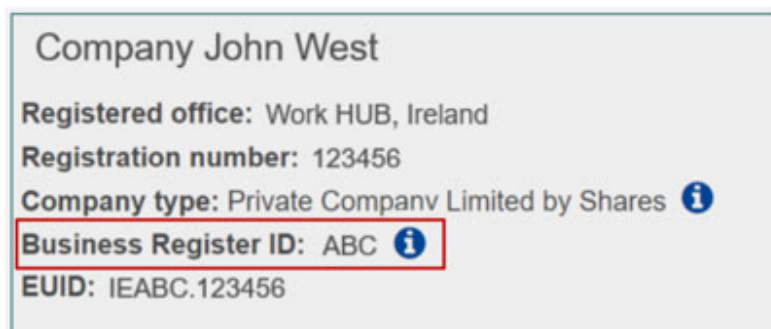 Company John West
Registered office: Work HUB, Ireland
Registration number: 123456
Company type: Private Company Limited by Shares
Business Register ID: ABC
EUID: IEABC.123456